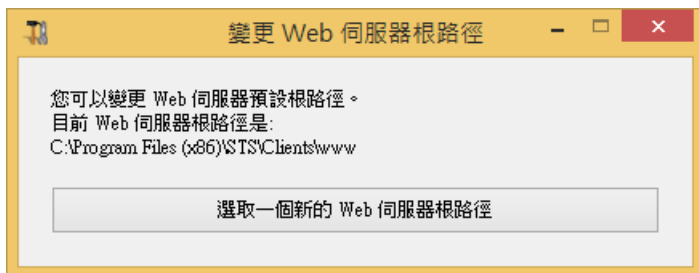 變更 Web 伺服器根路徑
您可以變更 Web 伺服器預設根路徑。
目前 Web 伺服器根路徑是:
C:\Program Files (x86)\STS\Clients\www
選取一個新的 Web 伺服器根路徑